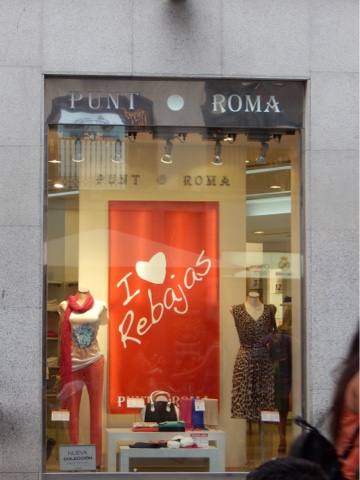 PUNT ROMA
PUNT ROMA
I
Rebajas
PUNT ROMA
NUEVA
COLECCIÓN